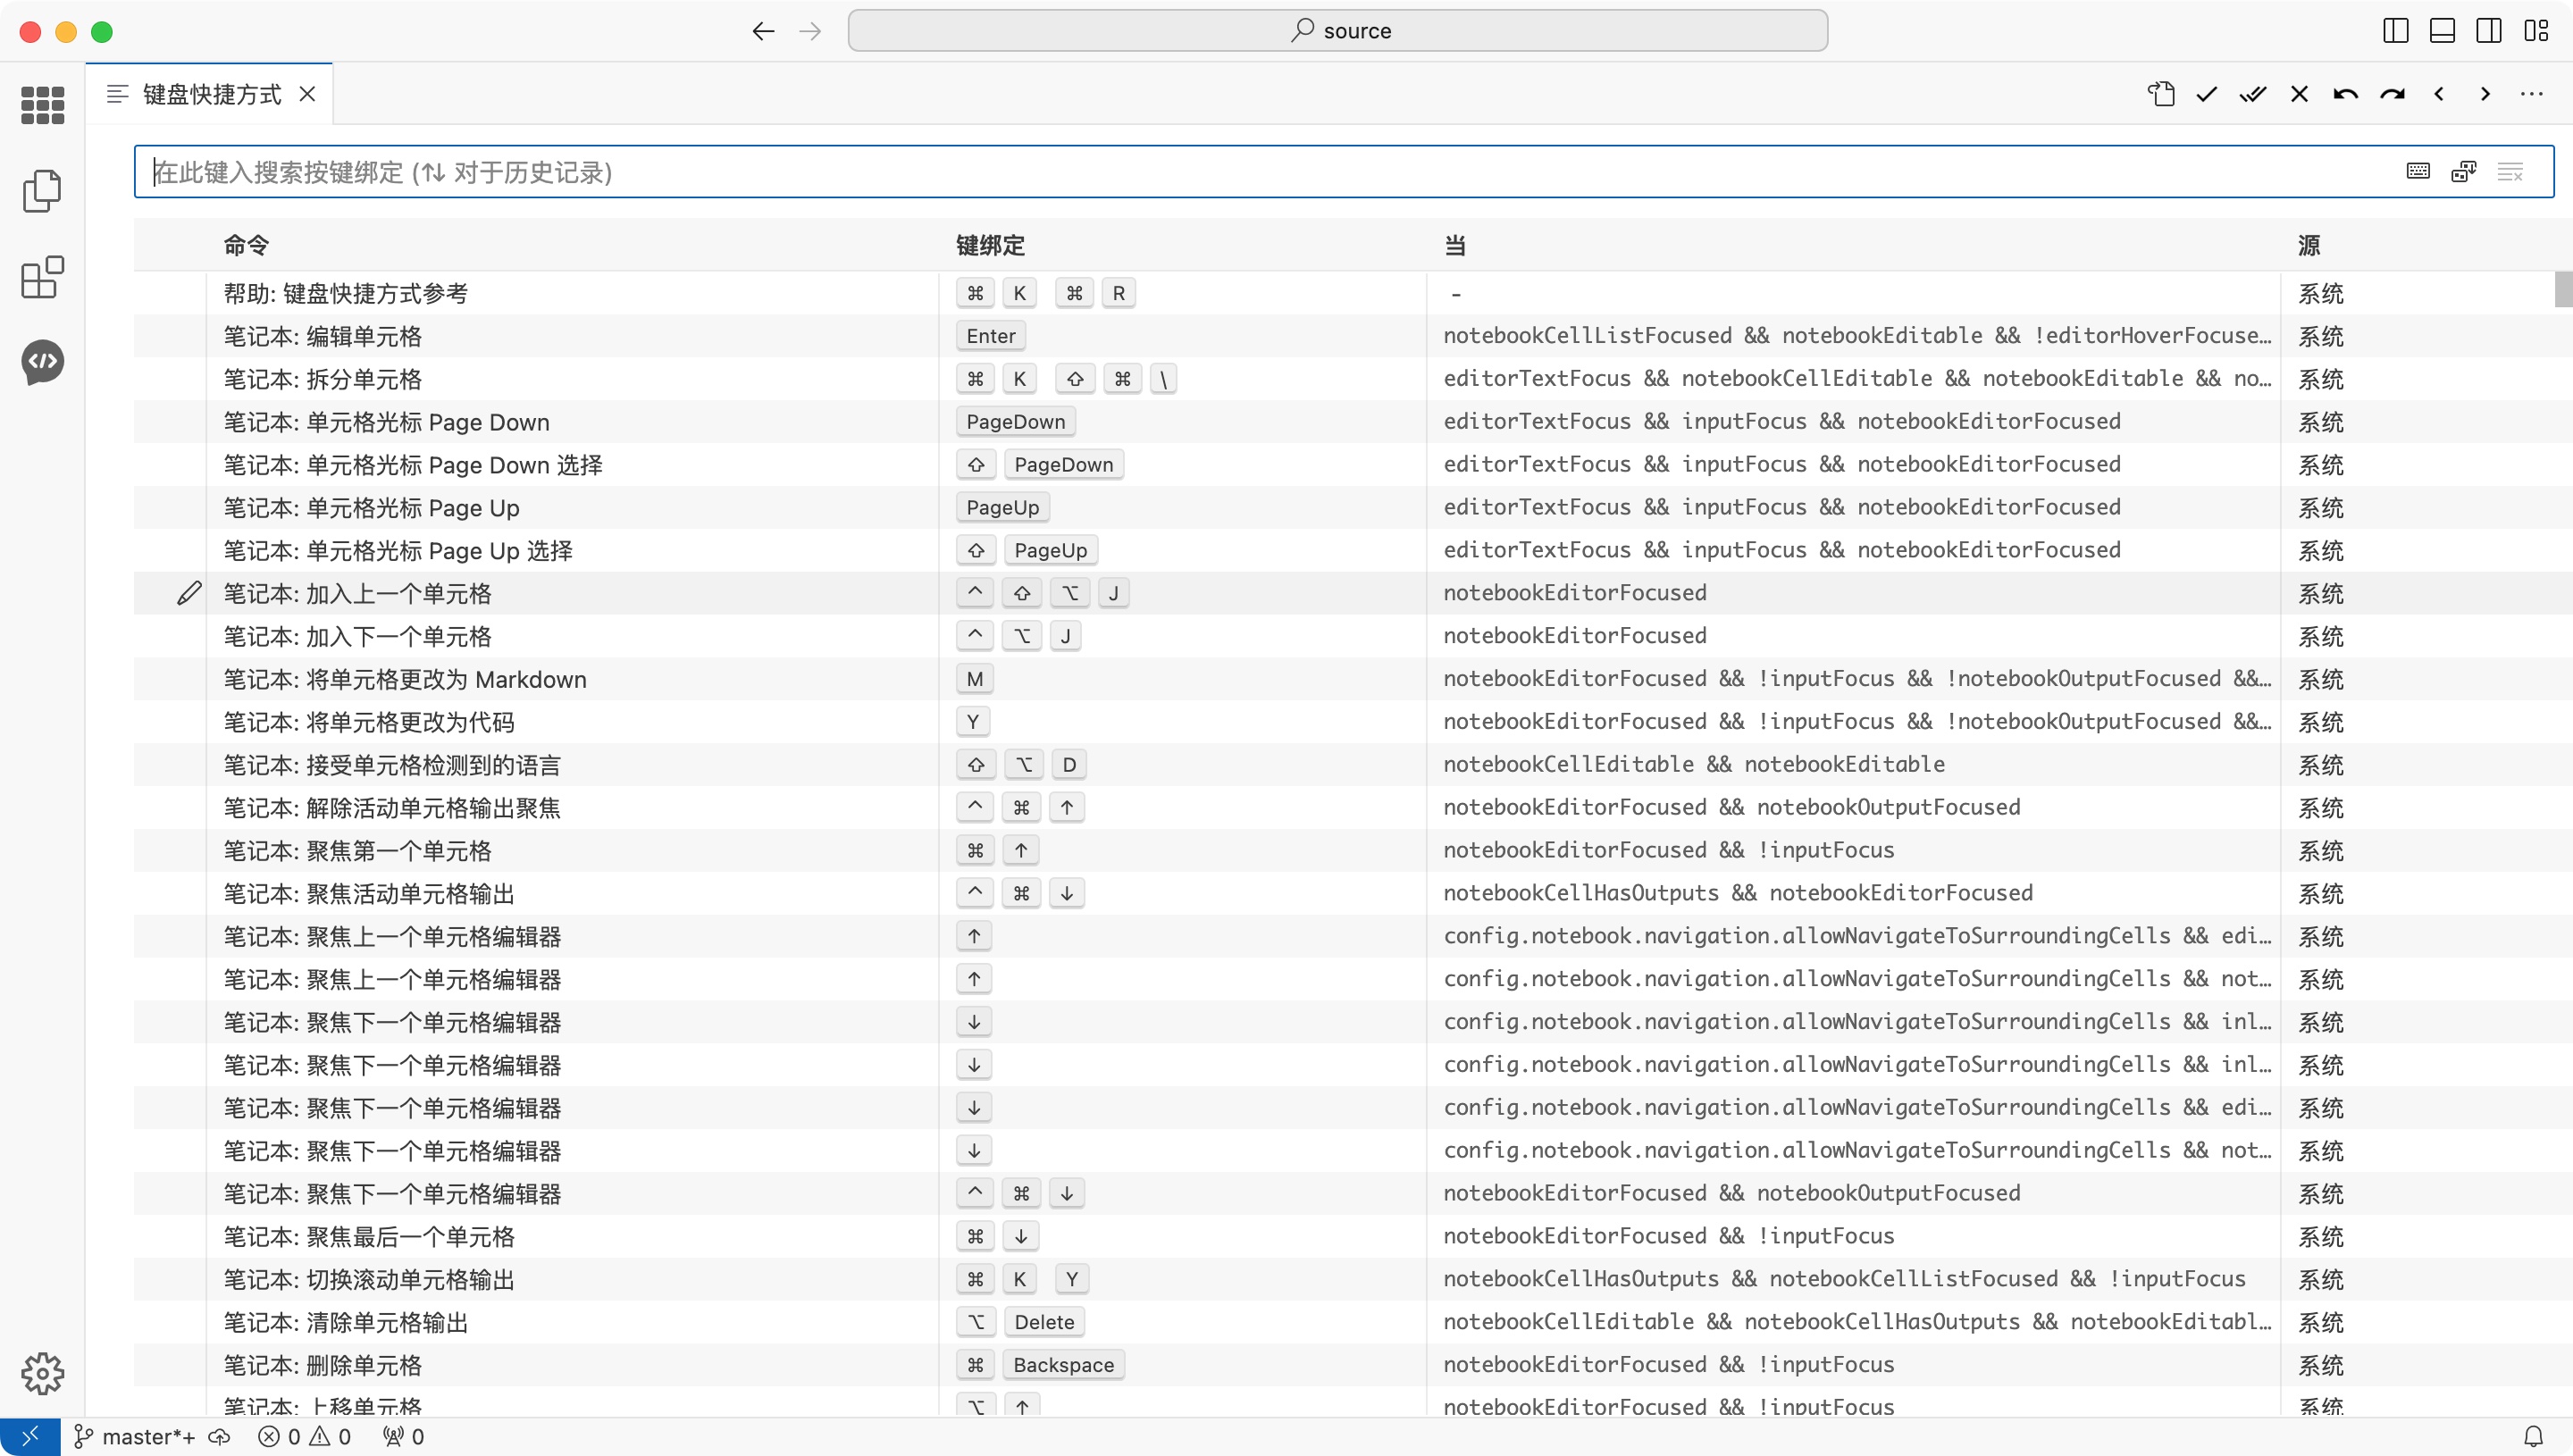 source
键盘快捷方式
在此键入搜索按键绑定 (↑↓ 对于历史记录)
命令 键绑定 当 源
帮助: 键盘快捷方式参考 ⌘ K ⌘ R - 系统
笔记本: 编辑单元格 Enter notebookCellListFocused && notebookEditable && !editorHoverFocuse… 系统
笔记本: 拆分单元格 ⌘ K ⇧ ⌘ \ editorTextFocus && notebookCellEditable && notebookEditable && no… 系统
笔记本: 单元格光标 Page Down PageDown editorTextFocus && inputFocus && notebookEditorFocused 系统
笔记本: 单元格光标 Page Down 选择 ⇧ PageDown editorTextFocus && inputFocus && notebookEditorFocused 系统
笔记本: 单元格光标 Page Up PageUp editorTextFocus && inputFocus && notebookEditorFocused 系统
笔记本: 单元格光标 Page Up 选择 ⇧ PageUp editorTextFocus && inputFocus && notebookEditorFocused 系统
笔记本: 加入上一个单元格 ^ ⇧ ⌥ J notebookEditorFocused 系统
笔记本: 加入下一个单元格 ^ ⌥ J notebookEditorFocused 系统
笔记本: 将单元格更改为 Markdown M notebookEditorFocused && !inputFocus && !notebookOutputFocused &&… 系统
笔记本: 将单元格更改为代码 Y notebookEditorFocused && !inputFocus && !notebookOutputFocused &&… 系统
笔记本: 接受单元格检测到的语言 ⇧ ⌥ D notebookCellEditable && notebookEditable 系统
笔记本: 解除活动单元格输出聚焦 ^ ⌘ ↑ notebookEditorFocused && notebookOutputFocused 系统
笔记本: 聚焦第一个单元格 ⌘ ↑ notebookEditorFocused && !inputFocus 系统
笔记本: 聚焦活动单元格输出 ^ ⌘ ↓ notebookCellHasOutputs && notebookEditorFocused 系统
笔记本: 聚焦上一个单元格编辑器 ↑ config.notebook.navigation.allowNavigateToSurroundingCells && edi… 系统
笔记本: 聚焦上一个单元格编辑器 ↑ config.notebook.navigation.allowNavigateToSurroundingCells && not… 系统
笔记本: 聚焦下一个单元格编辑器 ↓ config.notebook.navigation.allowNavigateToSurroundingCells && inl… 系统
笔记本: 聚焦下一个单元格编辑器 ↓ config.notebook.navigation.allowNavigateToSurroundingCells && inl… 系统
笔记本: 聚焦下一个单元格编辑器 ↓ config.notebook.navigation.allowNavigateToSurroundingCells && edi… 系统
笔记本: 聚焦下一个单元格编辑器 ↓ config.notebook.navigation.allowNavigateToSurroundingCells && not… 系统
笔记本: 聚焦下一个单元格编辑器 ^ ⌘ ↓ notebookEditorFocused && notebookOutputFocused 系统
笔记本: 聚焦最后一个单元格 ⌘ ↓ notebookEditorFocused && !inputFocus 系统
笔记本: 切换滚动单元格输出 ⌘ K Y notebookCellHasOutputs && notebookCellListFocused && !inputFocus 系统
笔记本: 清除单元格输出 ⌥ Delete notebookCellEditable && notebookCellHasOutputs && notebookEditabl… 系统
笔记本: 删除单元格 ⌘ Backspace notebookEditorFocused && !inputFocus 系统
笔记本: 上移单元格 ⌥ ↑ notebookEditorFocused && !inputFocus 系统
master*+ 0 0 0